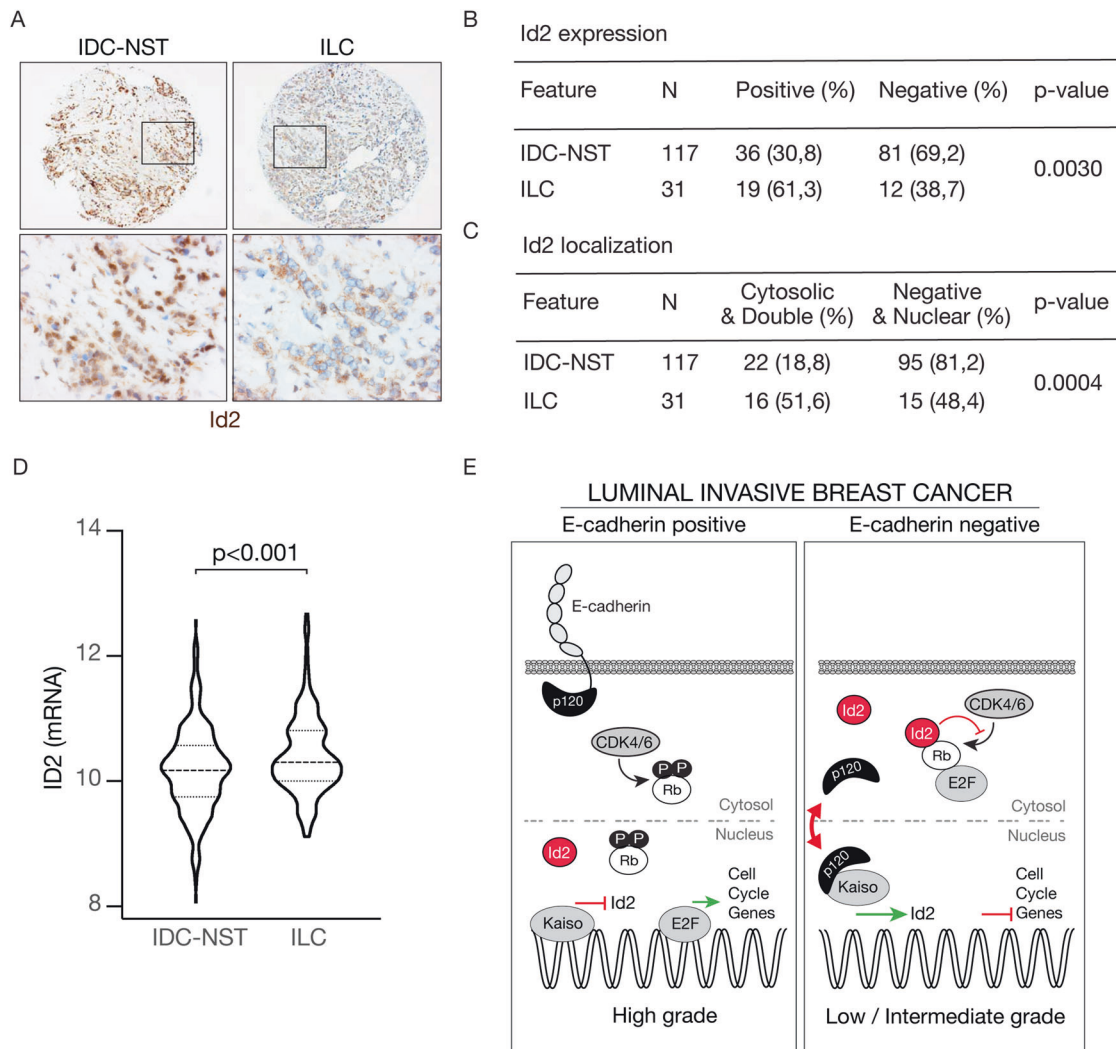 A
IDC-NST
ILC
Id2
B
Id2 expression
Feature N Positive (%) Negative (%) p-value
IDC-NST 117 36 (30,8) 81 (69,2) 0.0030
ILC 31 19 (61,3) 12 (38,7)
C
Id2 localization
Feature N Cytosolic & Double (%) Negative & Nuclear (%) p-value
IDC-NST 117 22 (18,8) 95 (81,2) 0.0004
ILC 31 16 (51,6) 15 (48,4)
D
14
12
10
8
ID2 (mRNA)
p<0.001
IDC-NST
ILC
E
LUMINAL INVASIVE BREAST CANCER
E-cadherin positive
E-cadherin
p120
CDK4/6
P P
Rb
Cytosol
Nucleus
Id2
P P
Rb
Kaiso
Id2
E2F
Cell
Cycle
Genes
High grade
E-cadherin negative
Id2
CDK4/6
Id2
Rb
E2F
p120
Cytosol
Nucleus
p120
Kaiso
Id2
Cell
Cycle
Genes
Low / Intermediate grade